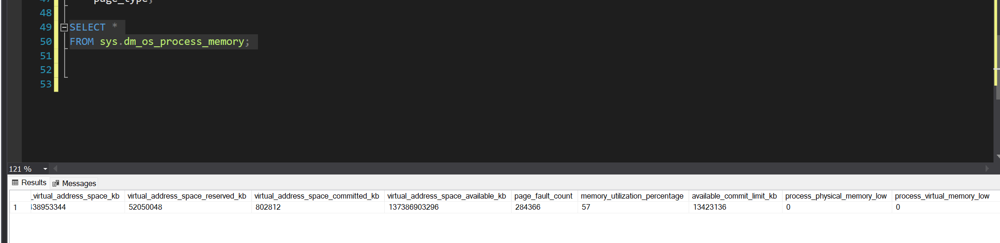 47 page_type;
48
49 SELECT *
50 FROM sys.dm_os_process_memory;
51
52
53
121 %
Results Messages
_virtual_address_space_kb virtual_address_space_reserved_kb virtual_address_space_committed_kb virtual_address_space_available_kb page_fault_count memory_utilization_percentage available_commit_limit_kb process_physical_memory_low process_virtual_memory_low
1 438953344 52050048 802812 137386903296 284366 57 13423136 0 0